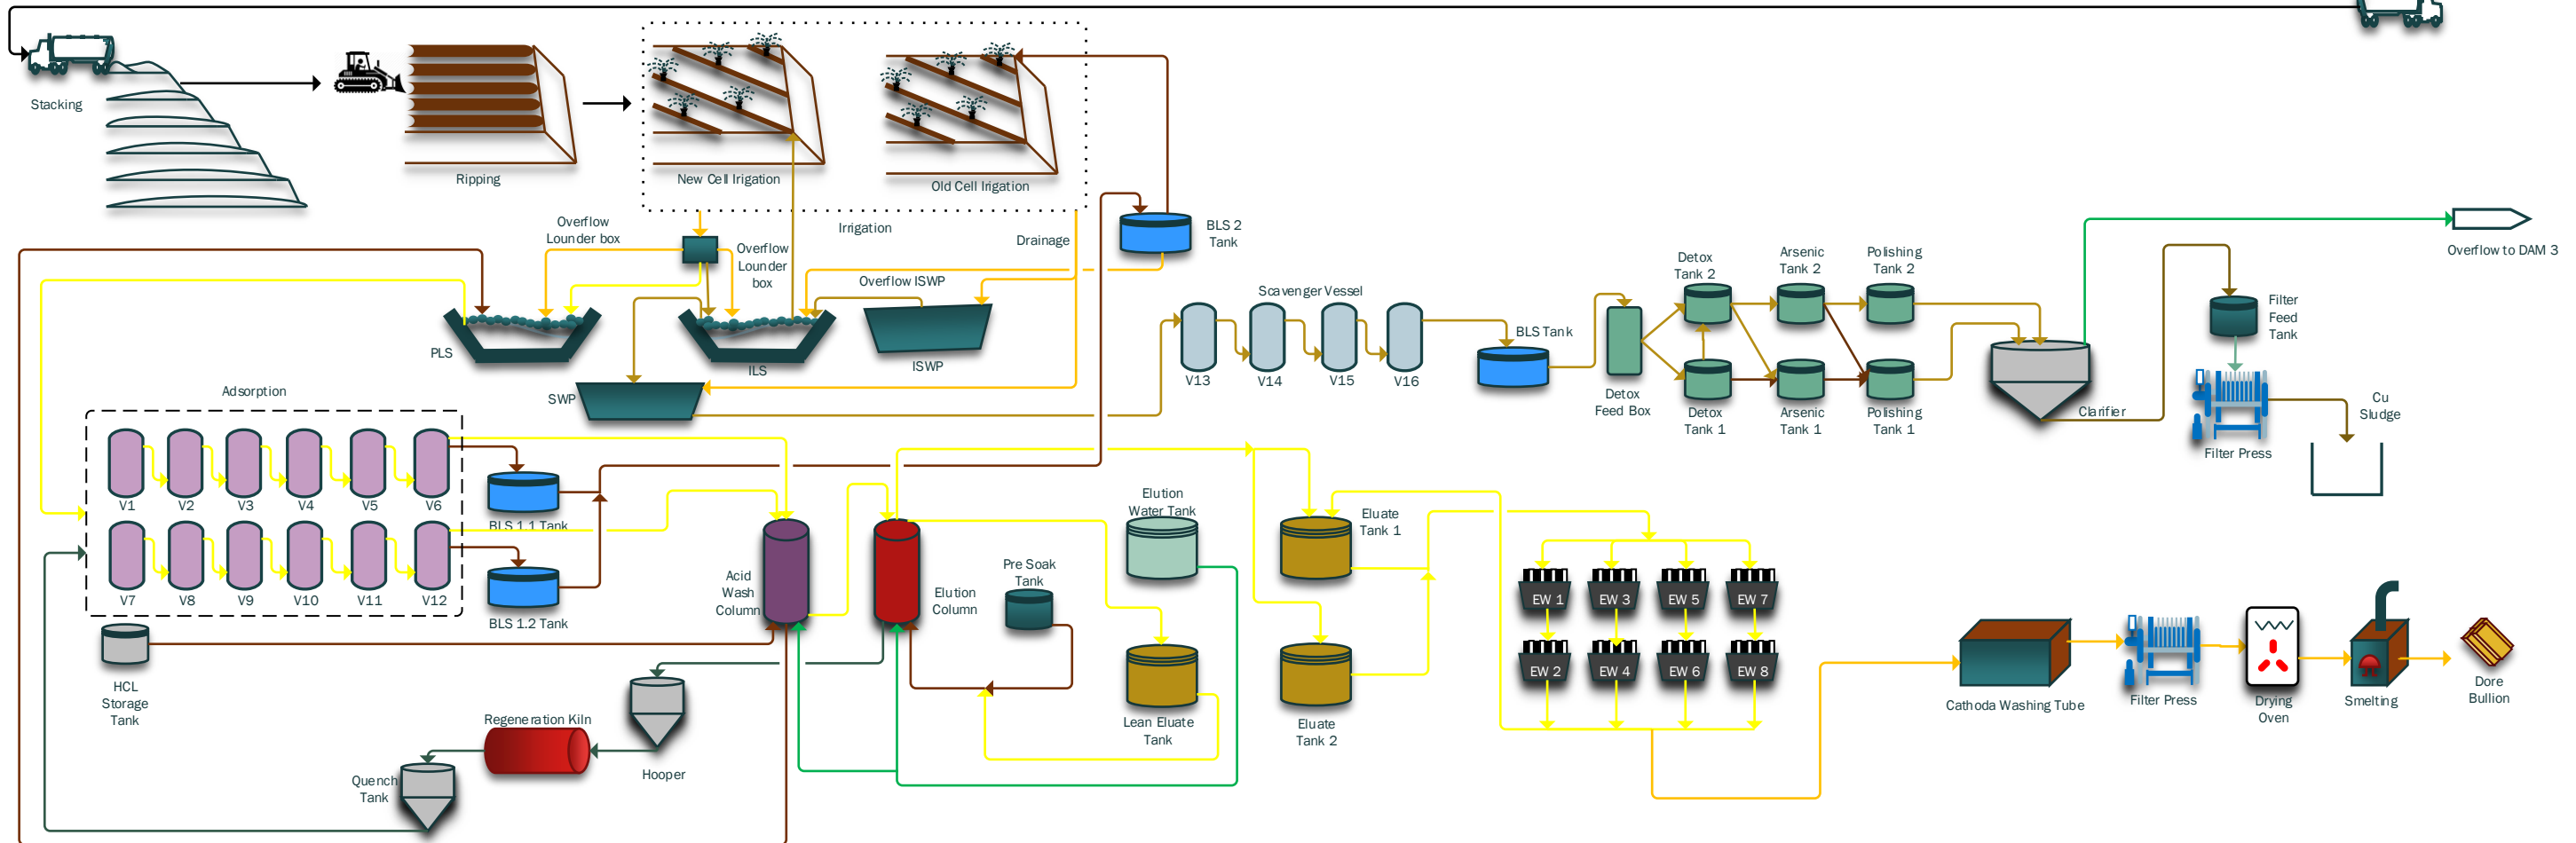 Stacking
Ripping
New Cell Irigation
Old Cell Irigation
Irrigation
Drainage
Overflow
Lounder box
Overflow
Lounder
box
Overflow ISWP
BLS 2
Tank
PLS
ILS
ISWP
SWP
Scavenger Vessel
V13
V14
V15
V16
BLS Tank
Detox
Feed Box
Detox
Tank 2
Arsenic
Tank 2
Polishing
Tank 2
Detox
Tank 1
Arsenic
Tank 1
Polishing
Tank 1
Clarifier
Overflow to DAM 3
Filter
Feed
Tank
Filter Press
Cu
Sludge
Adsorption
V1
V2
V3
V4
V5
V6
V7
V8
V9
V10
V11
V12
BLS 1.1 Tank
BLS 1.2 Tank
HCL
Storage
Tank
Acid
Wash
Column
Elution
Column
Pre Soak
Tank
Elution
Water Tank
Lean Eluate
Tank
Eluate
Tank 1
Eluate
Tank 2
Regeneration Kiln
Hooper
Quench
Tank
EW 1
EW 3
EW 5
EW 7
EW 2
EW 4
EW 6
EW 8
Cathoda Washing Tube
Filter Press
Drying
Oven
Smelting
Dore
Bullion